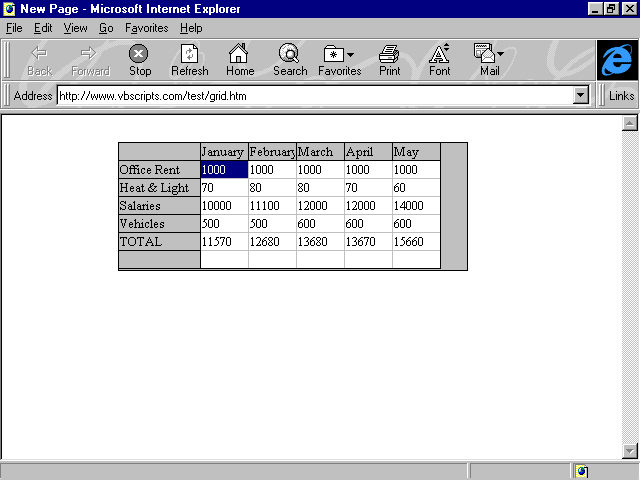 New Page - Microsoft Internet Explorer
File Edit View Go Favorites Help
Back Forward Stop Refresh Home Search Favorites Print Font Mail
Address http://www.vbscripts.com/test/grid.htm Links
January February March April May
Office Rent 1000 1000 1000 1000 1000
Heat & Light 70 80 80 70 60
Salaries 10000 11100 12000 12000 14000
Vehicles 500 500 600 600 600
TOTAL 11570 12680 13680 13670 15660